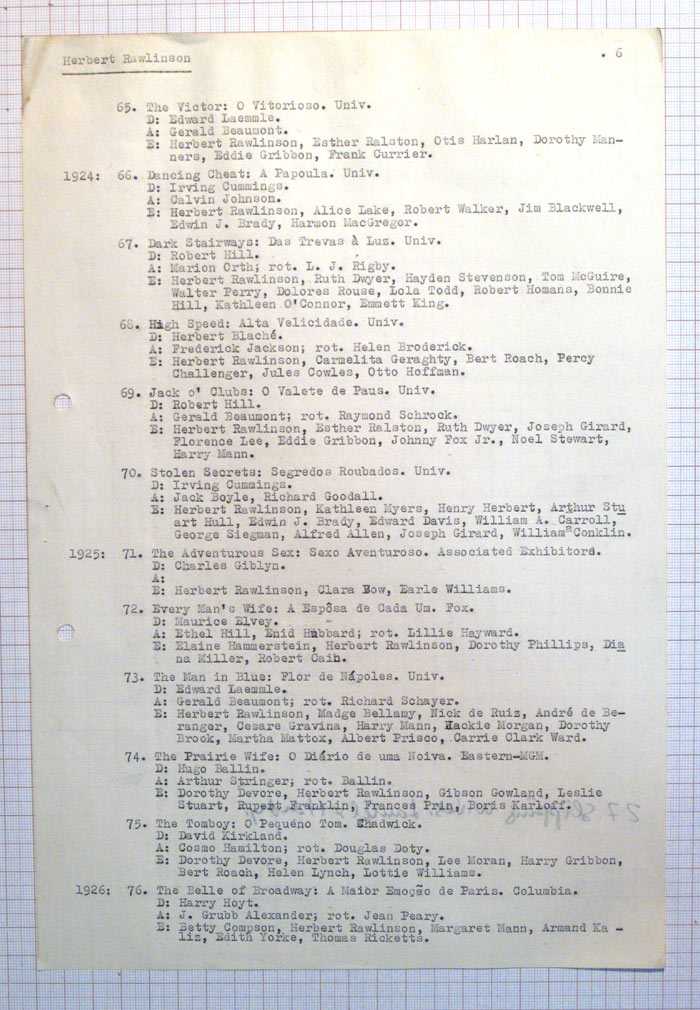 Herbert Rawlinson . 6
65. The Victor: O Vitorioso. Univ.
D: Edward Laemmle.
A: Gerald Beaumont.
E: Herbert Rawlinson, Esther Ralston, Otis Harlan, Dorothy Man-
ners, Eddie Gribbon, Frank Currier.
1924: 66. Dancing Cheat: A Papoula. Univ.
D: Irving Cummings.
A: Calvin Johnson.
E: Herbert Rawlinson, Alice Lake, Robert Walker, Jim Blackwell,
Edwin J. Brady, Harmon MacGregor.
67. Dark Stairways: Das Trevas à Luz. Univ.
D: Robert Hill.
A: Marion Orth; rot. L. J. Rigby.
E: Herbert Rawlinson, Ruth Dwyer, Hayden Stevenson, Tom McGuire,
Walter Perry, Dolores Rouse, Lola Todd, Robert Homans, Bonnie
Hill, Kathleen O'Connor, Emmett King.
68. High Speed: Alta Velicidade. Univ.
D: Herbert Blaché.
A: Frederick Jackson; rot. Helen Broderick.
E: Herbert Rawlinson, Carmelita Geraghty, Bert Roach, Percy
Challenger, Jules Cowles, Otto Hoffman.
69. Jack o' Clubs: O Valete de Paus. Univ.
D: Robert Hill.
A: Gerald Beaumont; rot. Raymond Schrock.
E: Herbert Rawlinson, Esther Ralston, Ruth Dwyer, Joseph Girard,
Florence Lee, Eddie Gribbon, Johnny Fox Jr., Noel Stewart,
Harry Mann.
70. Stolen Secrets: Segredos Roubados. Univ.
D: Irving Cummings.
A: Jack Boyle, Richard Goodall.
E: Herbert Rawlinson, Kathleen Myers, Henry Herbert, Arthur Stu
art Hull, Edwin J. Brady, Edward Davis, William A. Carroll,
George Siegman, Alfred Allen, Joseph Girard, William Conklin.
1925: 71. The Adventurous Sex: Sexo Aventuroso. Associated Exhibitors.
D: Charles Giblyn.
A:
E: Herbert Rawlinson, Clara Bow, Earle Williams.
72. Every Man's Wife: A Espôsa de Cada Um. Fox.
D: Maurice Elvey.
A: Ethel Hill, Enid Hibbard; rot. Lillie Hayward.
E: Elaine Hammerstein, Herbert Rawlinson, Dorothy Phillips, Dia
na Miller, Robert Cain.
73. The Man in Blue: Flor de Nápoles. Univ.
D: Edward Laemmle.
A: Gerald Beaumont; rot. Richard Schayer.
E: Herbert Rawlinson, Madge Bellamy, Nick de Ruiz, André de Be-
ranger, Cesare Gravina, Harry Mann, Jackie Morgan, Dorothy
Brook, Martha Mattox, Albert Prisco, Carrie Clark Ward.
74. The Prairie Wife: O Diário de uma Noiva. Eastern-MGM.
D: Hugo Ballin.
A: Arthur Stringer; rot. Ballin.
E: Dorothy Devore, Herbert Rawlinson, Gibson Gowland, Leslie
Stuart, Rupert Franklin, Frances Prin, Boris Karloff.
75. The Tomboy: O Pequeno Tom. Chadwick.
D: David Kirkland.
A: Cosmo Hamilton; rot. Douglas Doty.
E: Dorothy Devore, Herbert Rawlinson, Lee Moran, Harry Gribbon,
Bert Roach, Helen Lynch, Lottie Williams.
1926: 76. The Belle of Broadway: A Maior Emoção de Paris. Columbia.
D: Harry Hoyt.
A: J. Grubb Alexander; rot. Jean Peary.
E: Betty Compson, Herbert Rawlinson, Margaret Mann, Armand Ka -
liz, Edith Yorke, Thomas Ricketts.